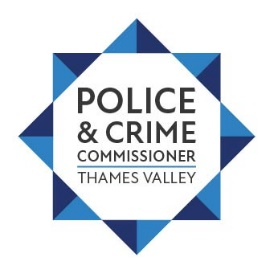 POLICE
& CRIME
COMMISSIONER
THAMES VALLEY